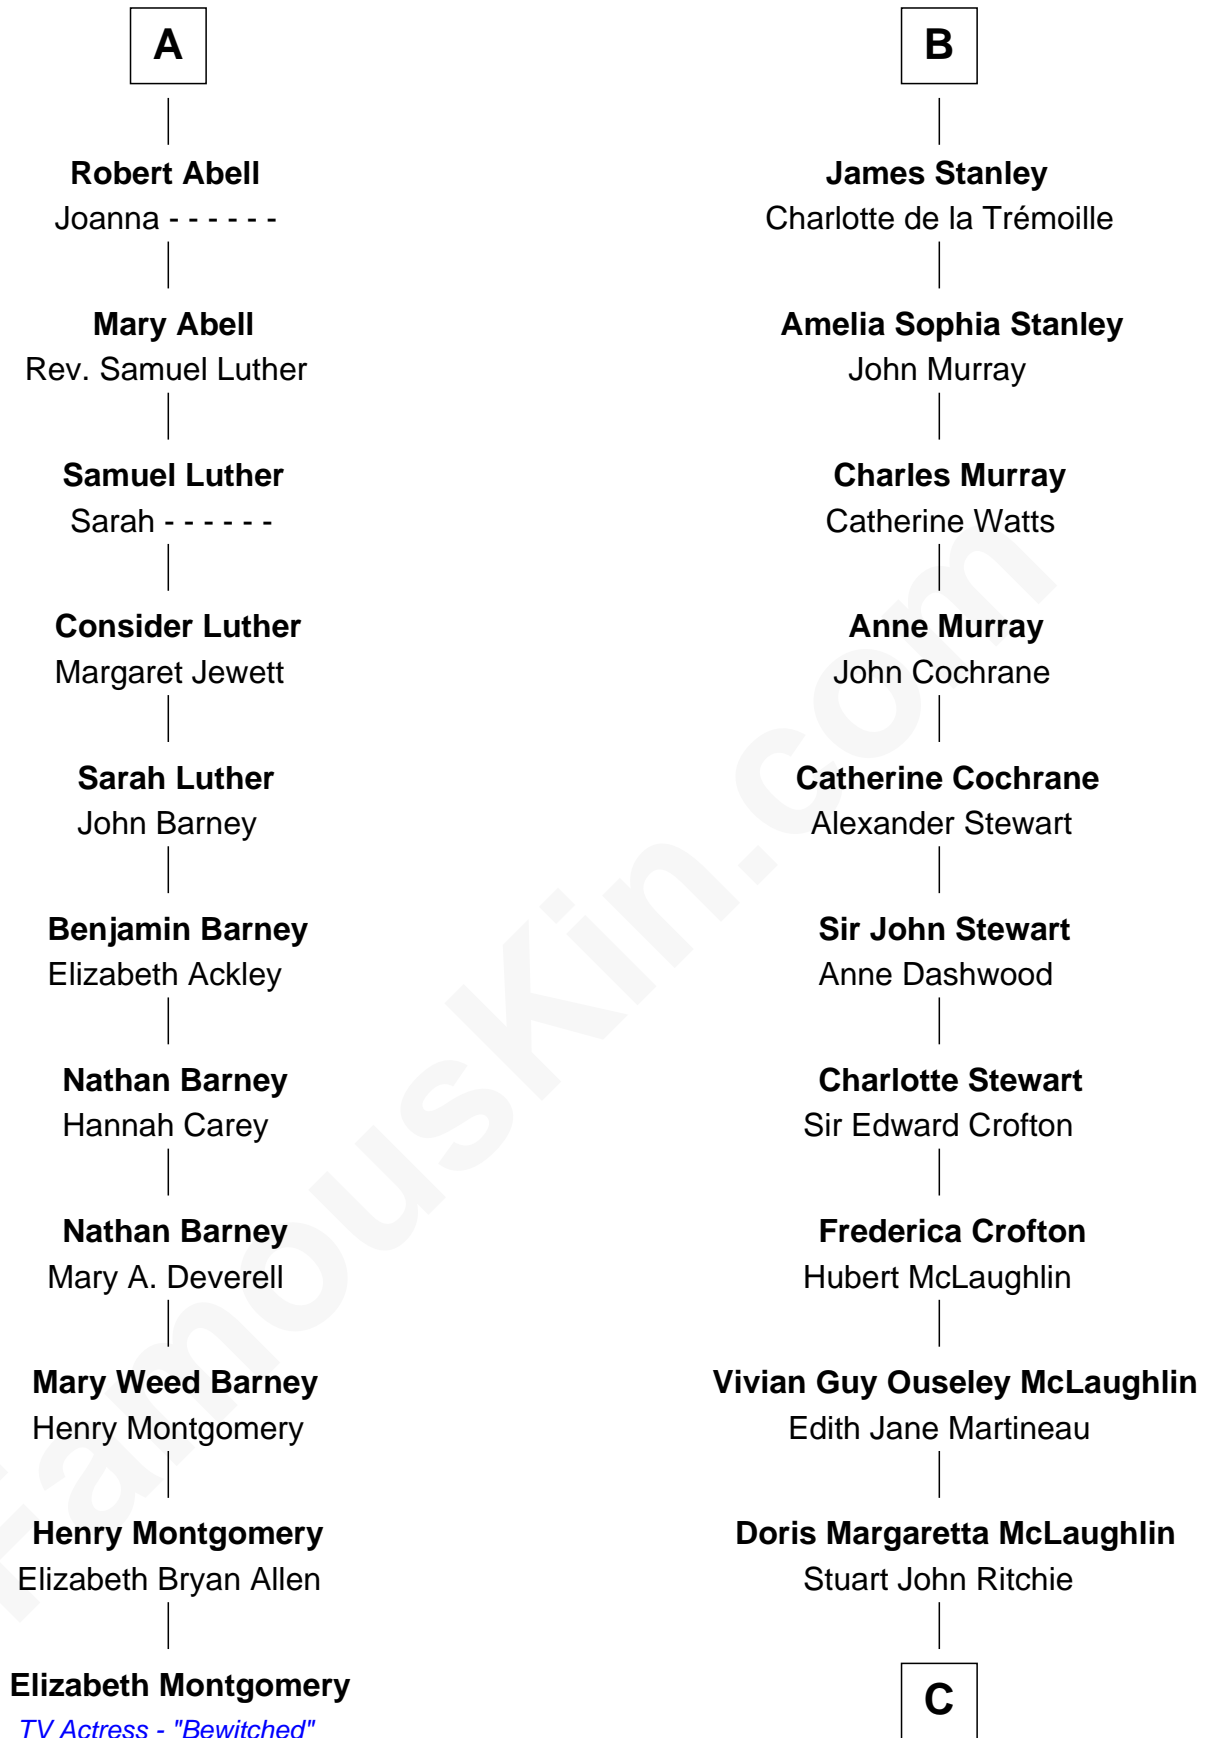 A
Robert Abell
Joanna - - - - - -
Mary Abell
Rev. Samuel Luther
Samuel Luther
Sarah - - - - - -
Consider Luther
Margaret Jewett
Sarah Luther
John Barney
Benjamin Barney
Elizabeth Ackley
Nathan Barney
Hannah Carey
Nathan Barney
Mary A. Deverell
Mary Weed Barney
Henry Montgomery
Henry Montgomery
Elizabeth Bryan Allen
Elizabeth Montgomery
TV Actress - "Bewitched"
B
James Stanley
Charlotte de la Trémoille
Amelia Sophia Stanley
John Murray
Charles Murray
Catherine Watts
Anne Murray
John Cochrane
Catherine Cochrane
Alexander Stewart
Sir John Stewart
Anne Dashwood
Charlotte Stewart
Sir Edward Crofton
Frederica Crofton
Hubert McLaughlin
Vivian Guy Ouseley McLaughlin
Edith Jane Martineau
Doris Margaretta McLaughlin
Stuart John Ritchie
C
FamousKin.com